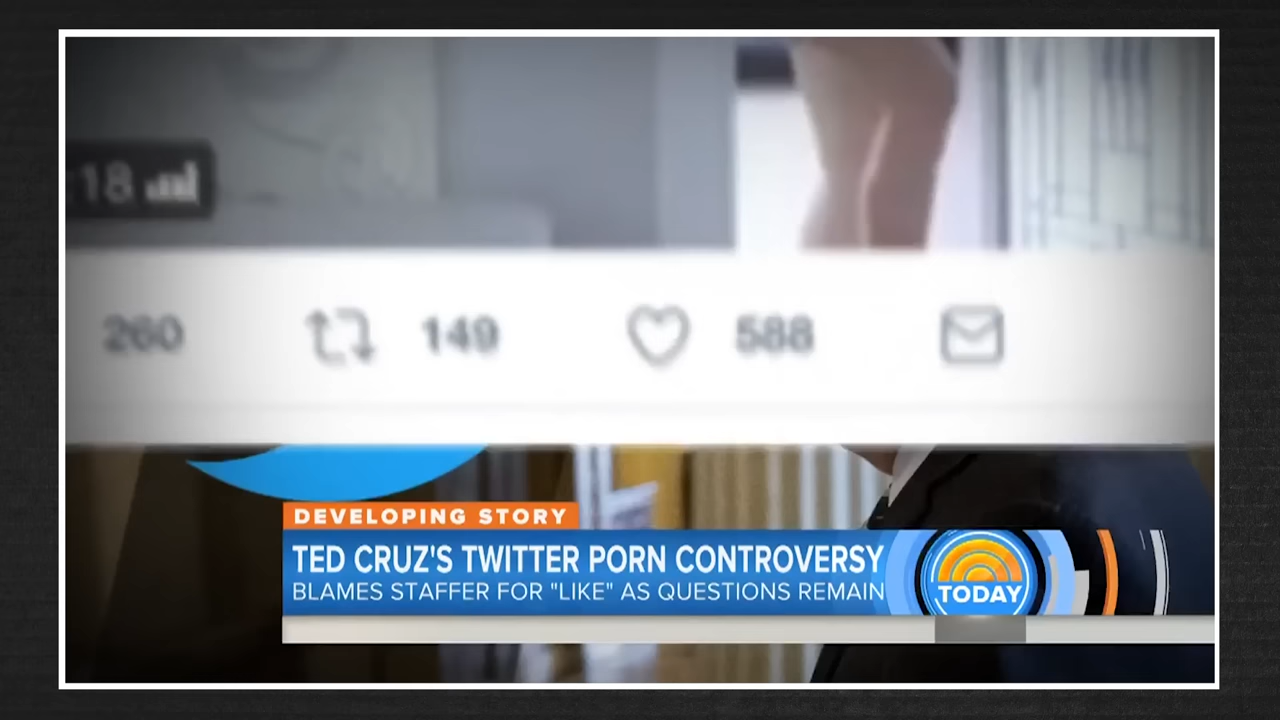 :18
260 149 588
DEVELOPING STORY
TED CRUZ'S TWITTER PORN CONTROVERSY
BLAMES STAFFER FOR "LIKE" AS QUESTIONS REMAIN
TODAY